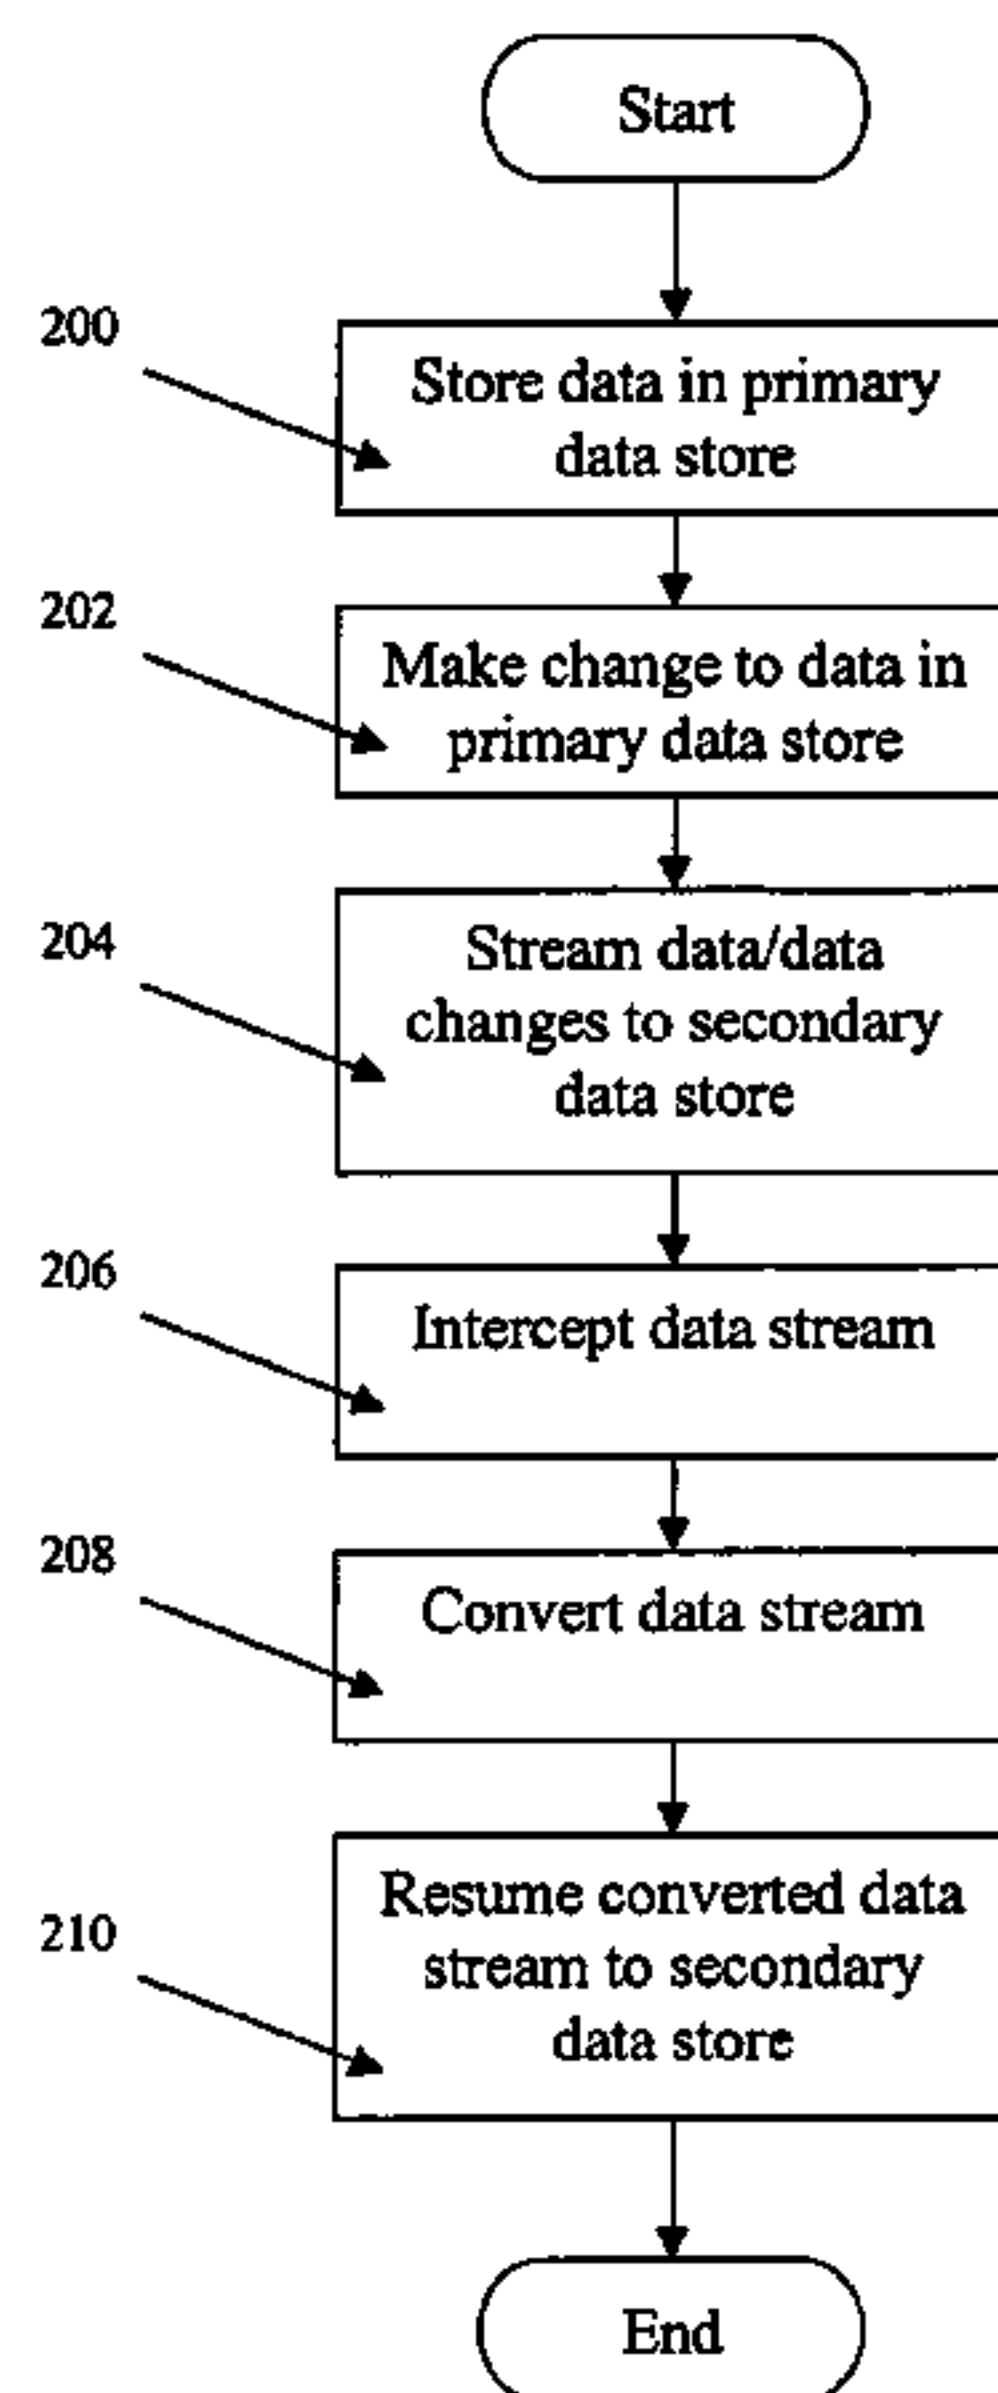 Start
200
Store data in primary
data store
202
Make change to data in
primary data store
204
Stream data/data
changes to secondary
data store
206
Intercept data stream
208
Convert data stream
210
Resume converted data
stream to secondary
data store
End